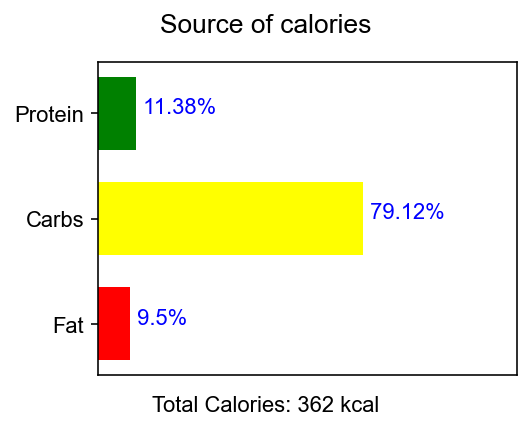 Source of calories
Protein 11.38%
Carbs 79.12%
Fat 9.5%
Total Calories: 362 kcal